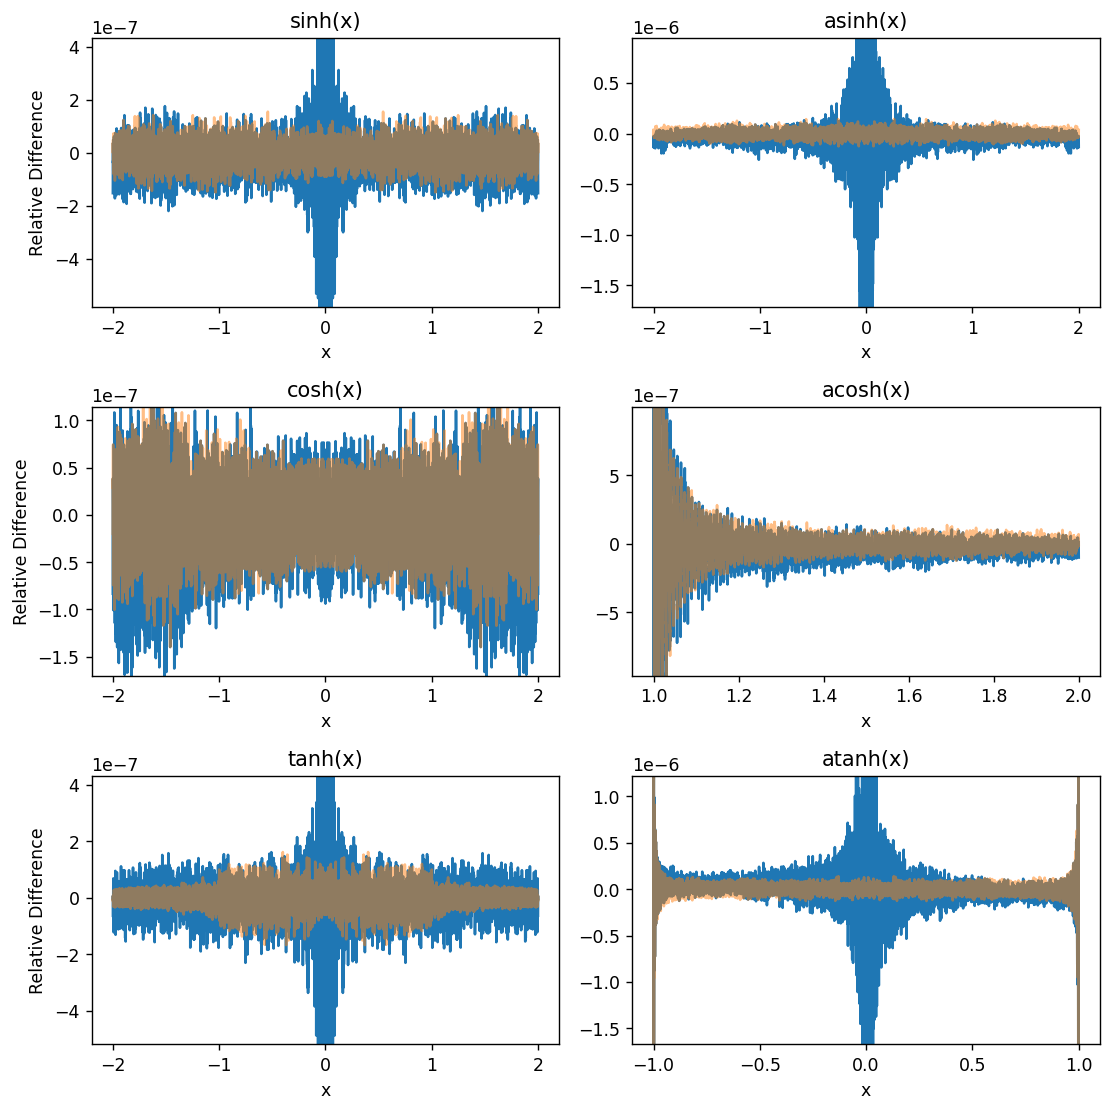 sinh(x)
1e−7
4
2
0
−2
−4
Relative Difference
−2 −1 0 1 2
x
asinh(x)
1e−6
0.5
0.0
−0.5
−1.0
−1.5
−2 −1 0 1 2
x
cosh(x)
1e−7
1.0
0.5
0.0
−0.5
−1.0
−1.5
Relative Difference
−2 −1 0 1 2
x
acosh(x)
1e−7
5
0
−5
1.0 1.2 1.4 1.6 1.8 2.0
x
tanh(x)
1e−7
4
2
0
−2
−4
Relative Difference
−2 −1 0 1 2
x
atanh(x)
1e−6
1.0
0.5
0.0
−0.5
−1.0
−1.5
−1.0 −0.5 0.0 0.5 1.0
x